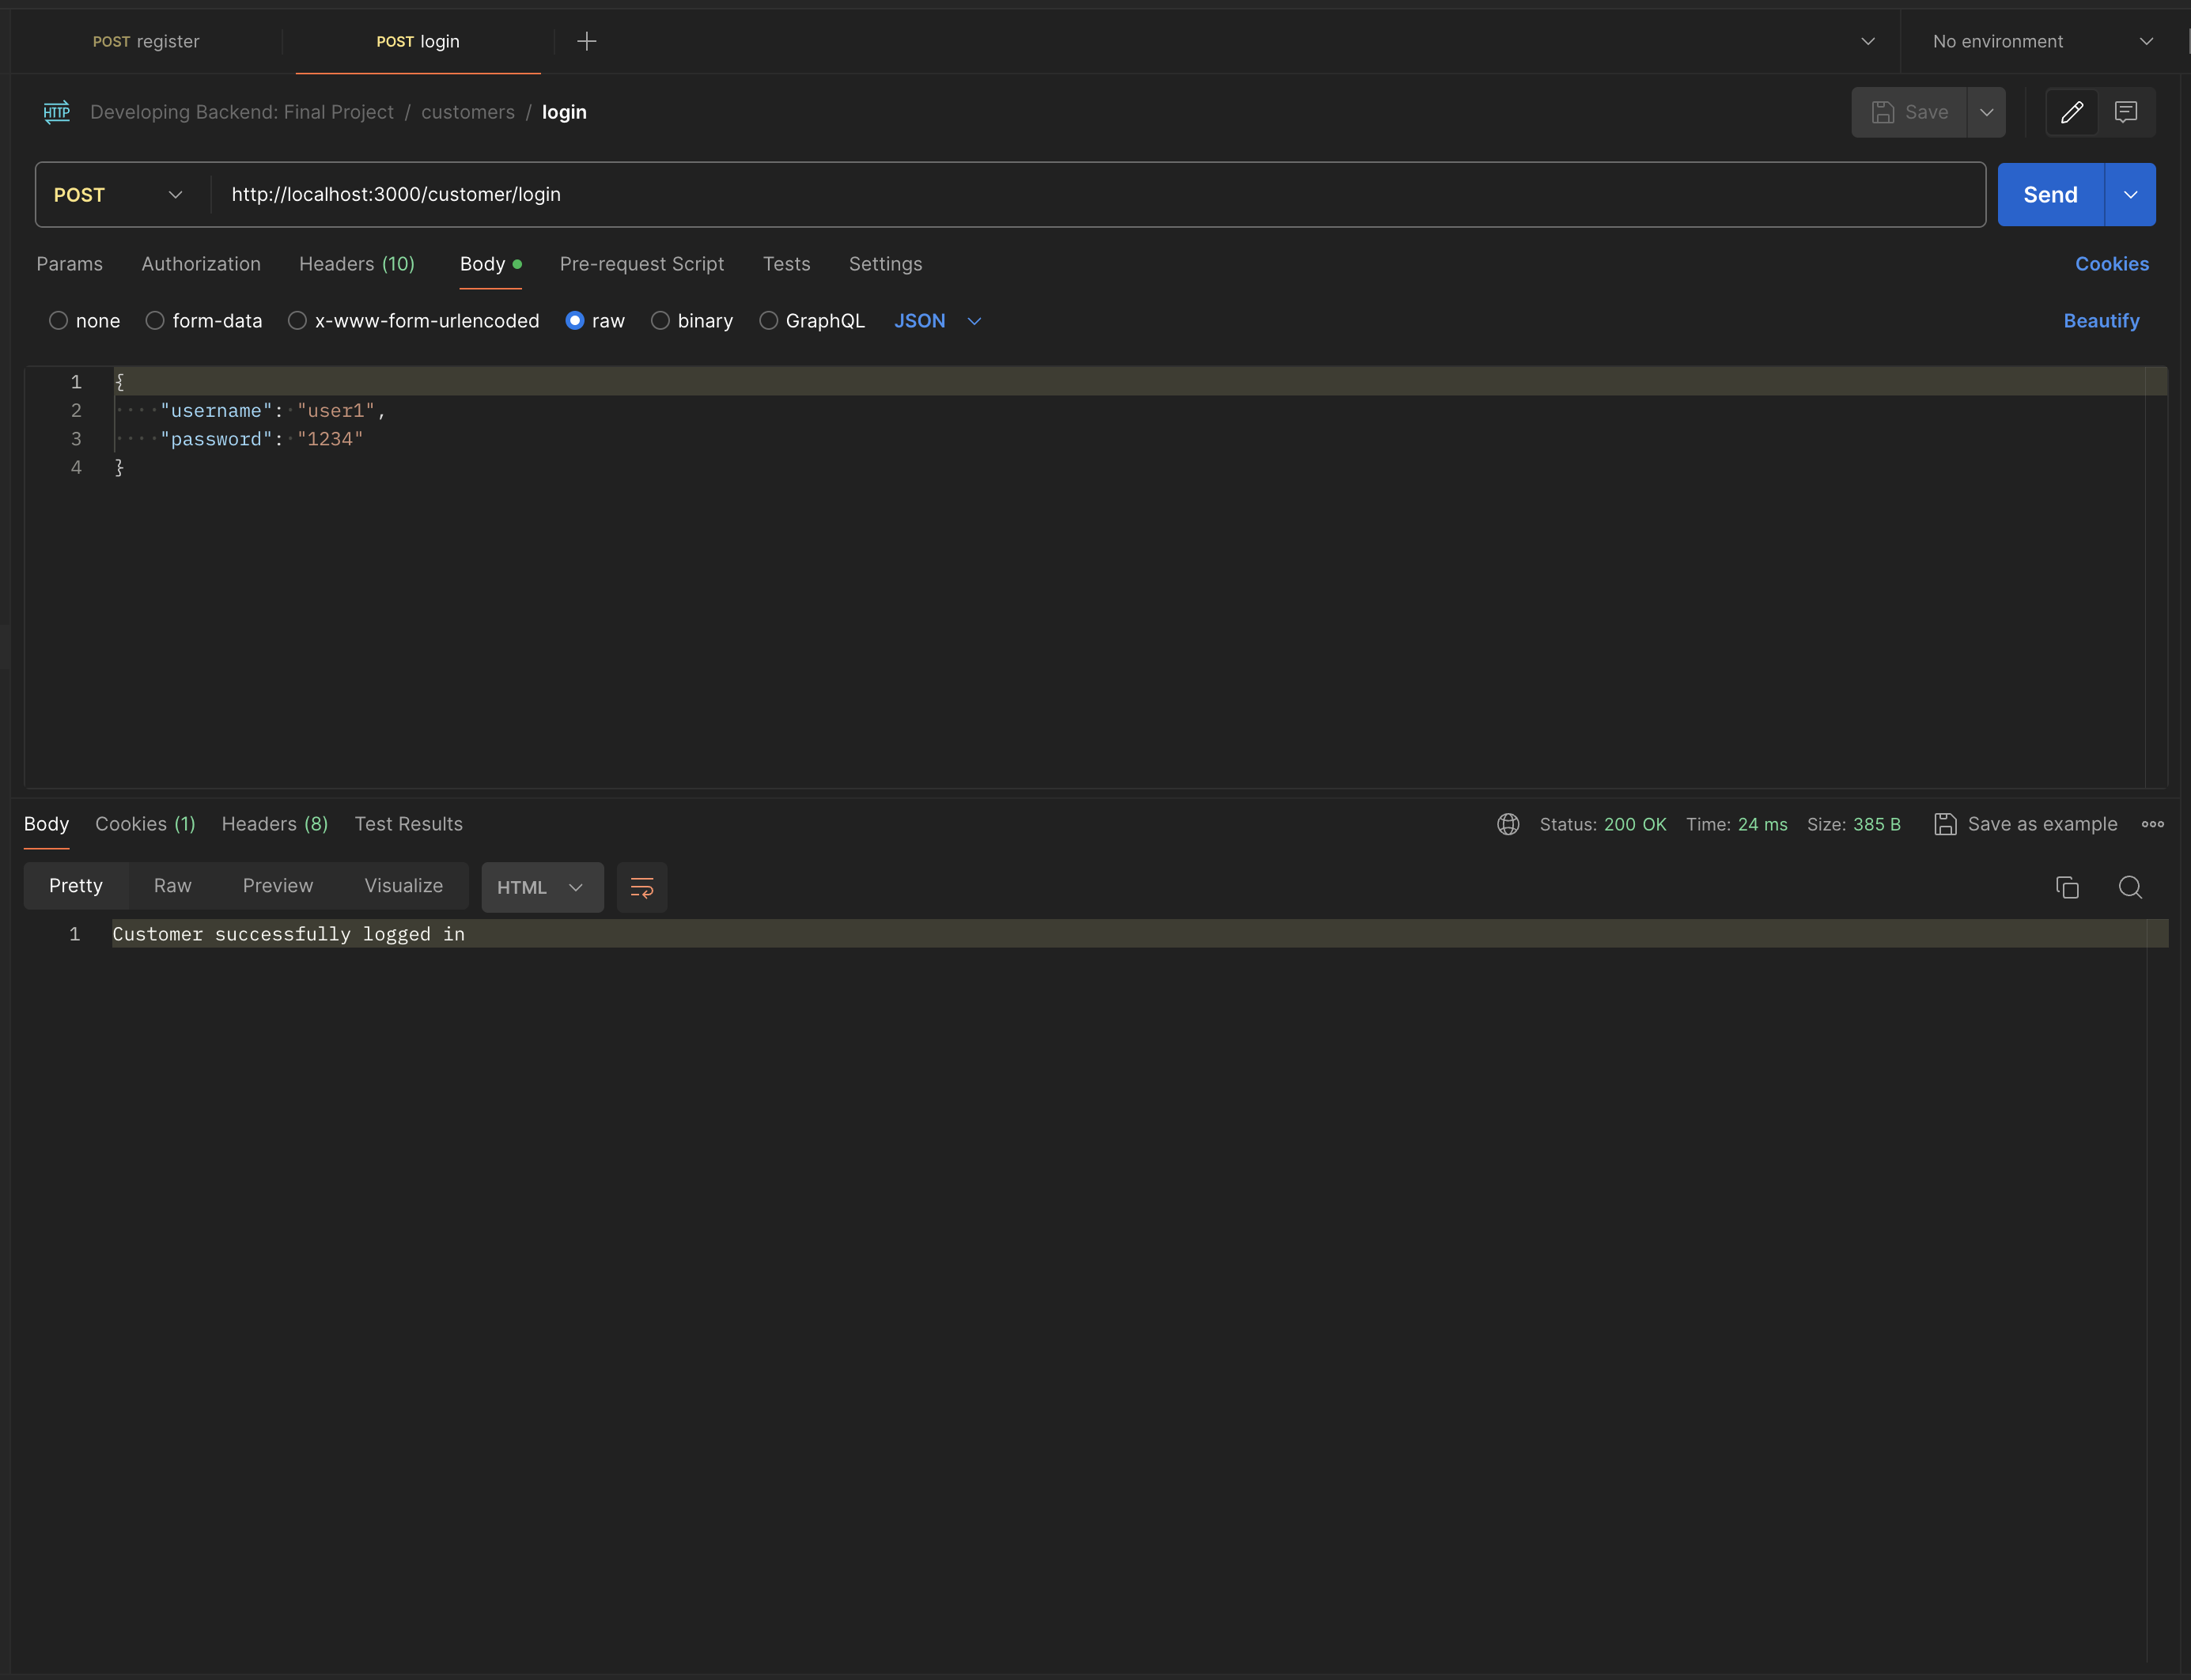 POST register
POST login
No environment
HTTP
Developing Backend: Final Project / customers / login
Save
POST
http://localhost:3000/customer/login
Send
Params Authorization Headers (10) Body Pre-request Script Tests Settings Cookies
none form-data x-www-form-urlencoded raw binary GraphQL JSON Beautify
1 {
2 "username": "user1",
3 "password": "1234"
4 }
Body Cookies (1) Headers (8) Test Results Status: 200 OK Time: 24 ms Size: 385 B Save as example
Pretty Raw Preview Visualize HTML
1 Customer successfully logged in